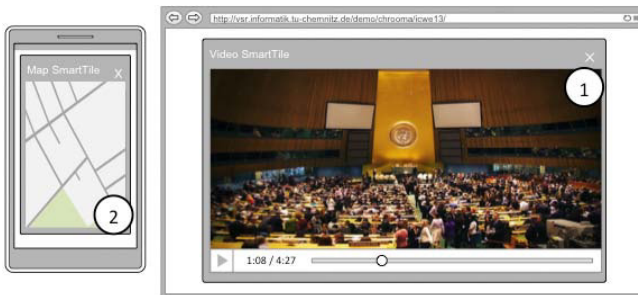 Map SmartTile X
2
http://vsr.informatik.tu-chemnitz.de/demo/chrooma/icwe13/
Video SmartTile X
1
1:08 / 4:27